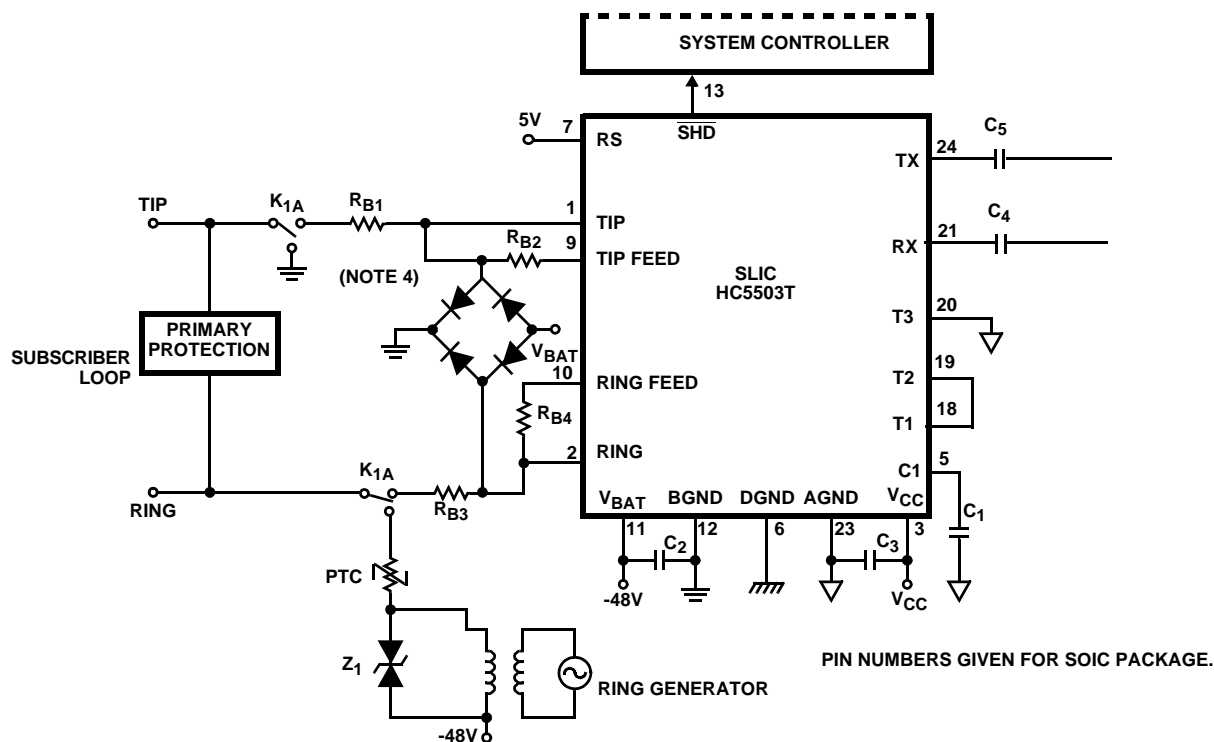 SYSTEM CONTROLLER
13
5V
7
RS
SHD
TX
24
C5
TIP
K1A
RB1
1
TIP
RB2
9
TIP FEED
(NOTE 4)
RX
21
C4
SLIC
HC5503T
PRIMARY
PROTECTION
SUBSCRIBER
LOOP
VBAT
10
RING FEED
RB4
T3
20
T2
19
T1
18
2
RING
C1
5
RING
K1A
RB3
VBAT
BGND
DGND
AGND
VCC
11
12
6
23
3
C2
C3
C1
-48V
VCC
PTC
Z1
RING GENERATOR
-48V
PIN NUMBERS GIVEN FOR SOIC PACKAGE.